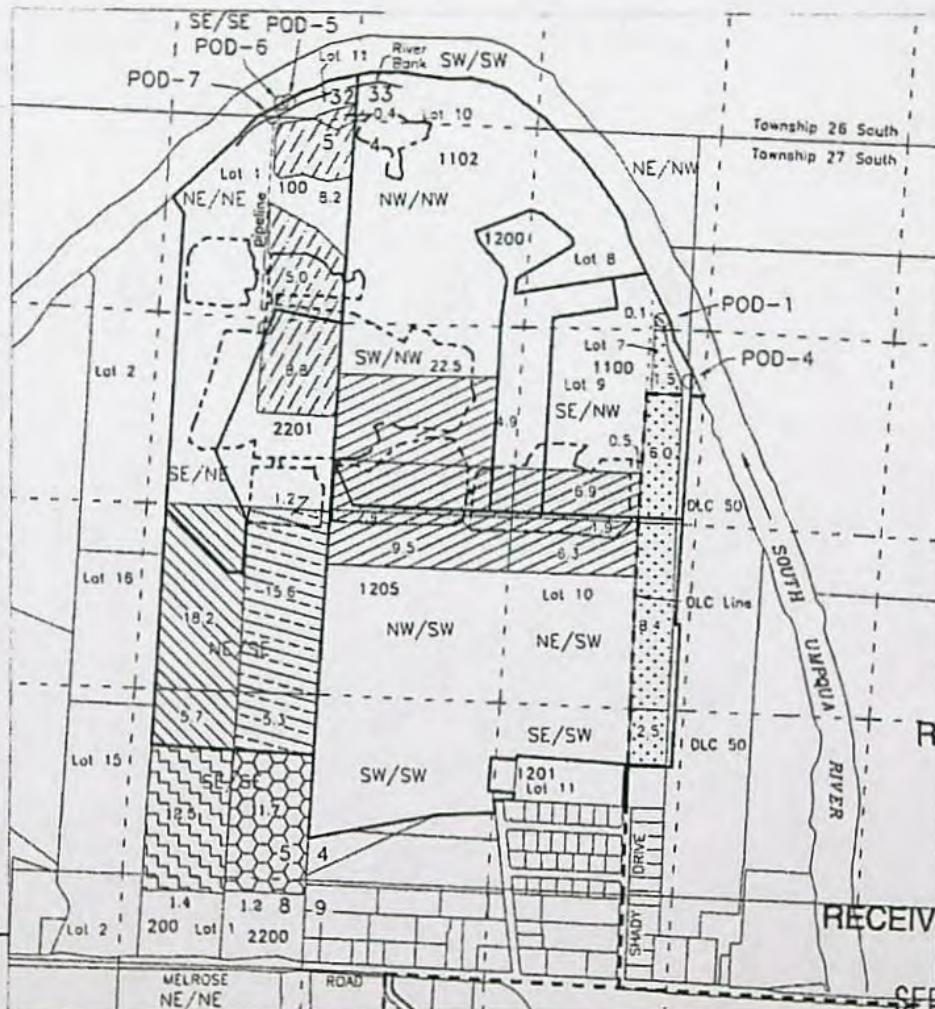 SE/SE POD-5
POD-6
POD-7
Lot 11
River
Bank
SW/SW
32 33
0.4
Lot 10
5 4
1102
Township 26 South
Township 27 South
NE/NW
Lot 1
NE/NE
100
8.2
NW/NW
Pipeline
1200
Lot 8
5.0
0.1
POD-1
Lot 7
POD-4
Lot 2
SW/NW
22.5
1100
1.5
8.8
Lot 9
2201
SE/NW
4.9
0.5
6.0
SE/NE
6.9
1.2
DLC 50
4.9
9.5
6.3
Lot 16
15.6
1205
Lot 10
DLC Line
18.2
NW/SW
NE/SW
8.4
NE/SE
SOUTH
UMPQUA
RIVER
5.7
5.3
SE/SW
2.5
DLC 50
R
Lot 15
SW/SW
1201
Lot 11
SE/SE
12.5
1.7
5 4
DRIVE
SHADY
1.4
1.2
8 9
RECEIV
Lot 2
200
Lot 1
2200
MELROSE
ROAD
NE/NE
SEP